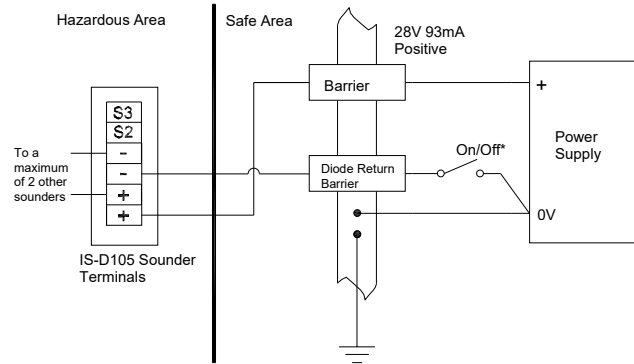 Hazardous Area
Safe Area
28V 93mA
Positive
Barrier
+
S3
S2
-
-
+
+
To a
maximum
of 2 other
sounders
Diode Return
Barrier
On/Off*
Power
Supply
0V
IS-D105 Sounder
Terminals